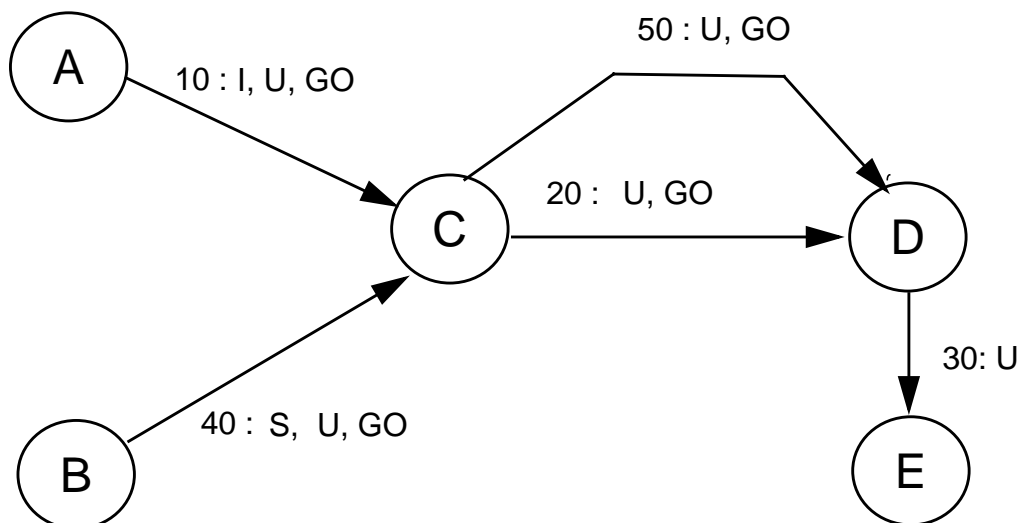 50 : U, GO
A
10 : I, U, GO
20 : U, GO
C
D
30: U
40 : S, U, GO
B
E